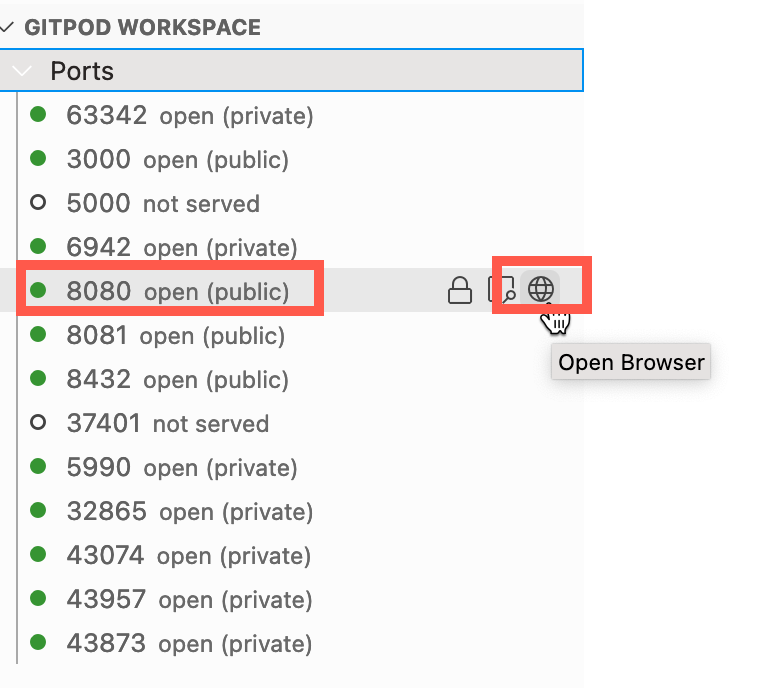 GITPOD WORKSPACE
Ports
63342 open (private)
3000 open (public)
5000 not served
6942 open (private)
8080 open (public)
8081 open (public)
Open Browser
8432 open (public)
37401 not served
5990 open (private)
32865 open (private)
43074 open (private)
43957 open (private)
43873 open (private)